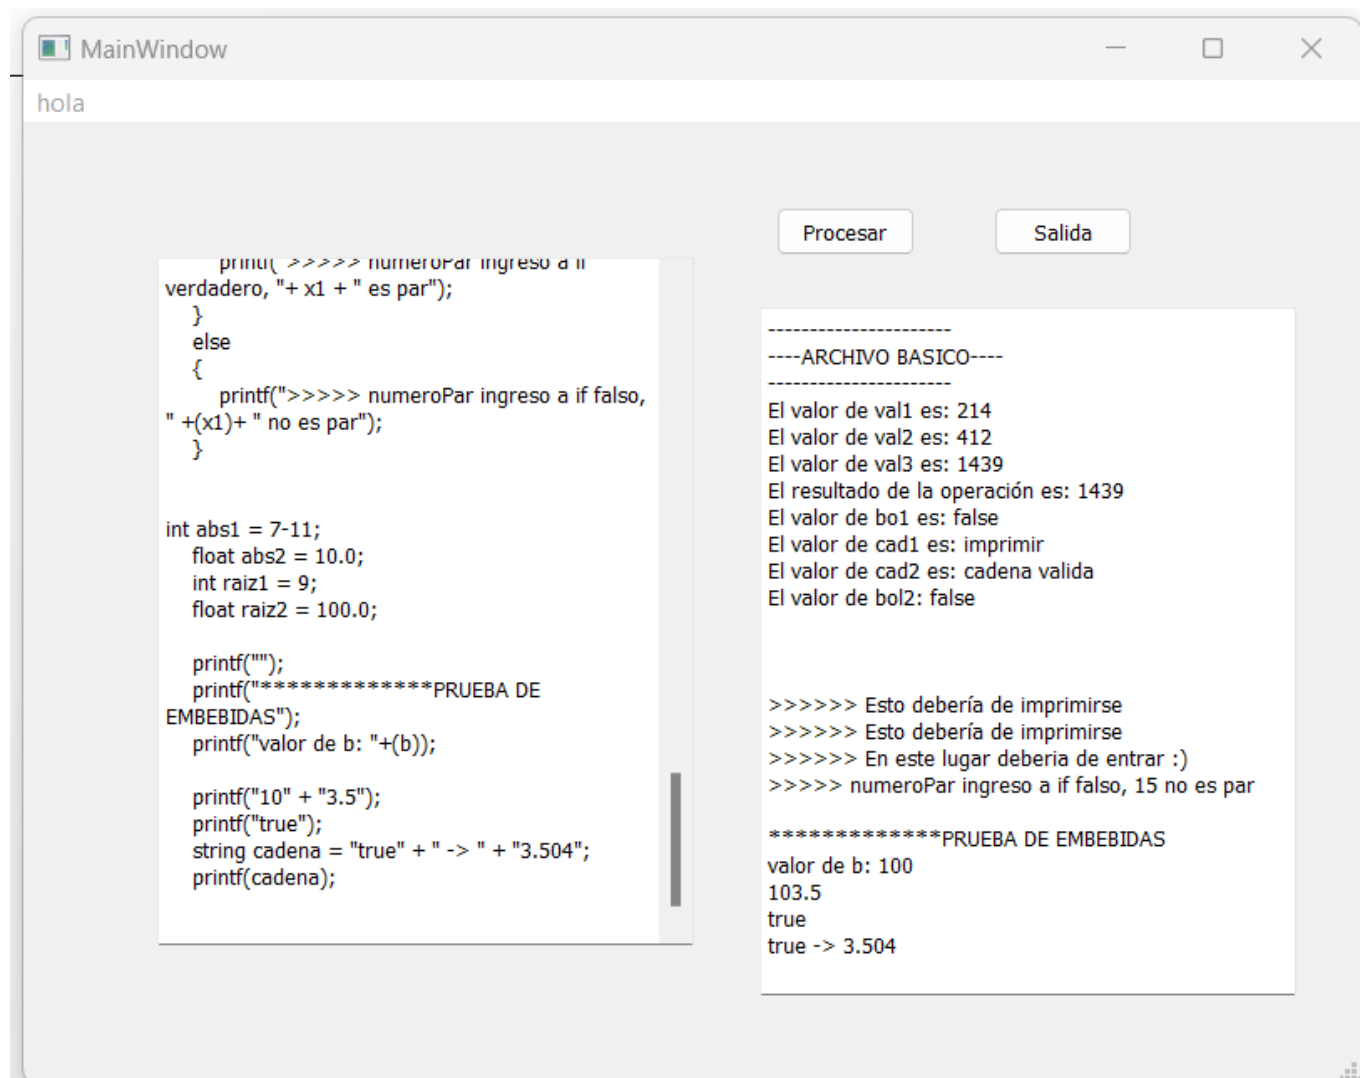 MainWindow
hola
Procesar
Salida
printf(">>>>> numeroPar ingreso a if
verdadero, "+ x1 + " es par");
}
else
{
printf(">>>>> numeroPar ingreso a if falso,
" +(x1)+ " no es par");
}
int abs1 = 7-11;
float abs2 = 10.0;
int raiz1 = 9;
float raiz2 = 100.0;
printf("");
printf("*************PRUEBA DE
EMBEBIDAS");
printf("valor de b: "+(b));
printf("10" + "3.5");
printf("true");
string cadena = "true" + " -> " + "3.504";
printf(cadena);
----------------------
----ARCHIVO BASICO----
----------------------
El valor de val1 es: 214
El valor de val2 es: 412
El valor de val3 es: 1439
El resultado de la operación es: 1439
El valor de bo1 es: false
El valor de cad1 es: imprimir
El valor de cad2 es: cadena valida
El valor de bol2: false
>>>>>> Esto debería de imprimirse
>>>>>> Esto debería de imprimirse
>>>>>> En este lugar deberia de entrar :)
>>>>> numeroPar ingreso a if falso, 15 no es par
*************PRUEBA DE EMBEBIDAS
valor de b: 100
103.5
true
true -> 3.504